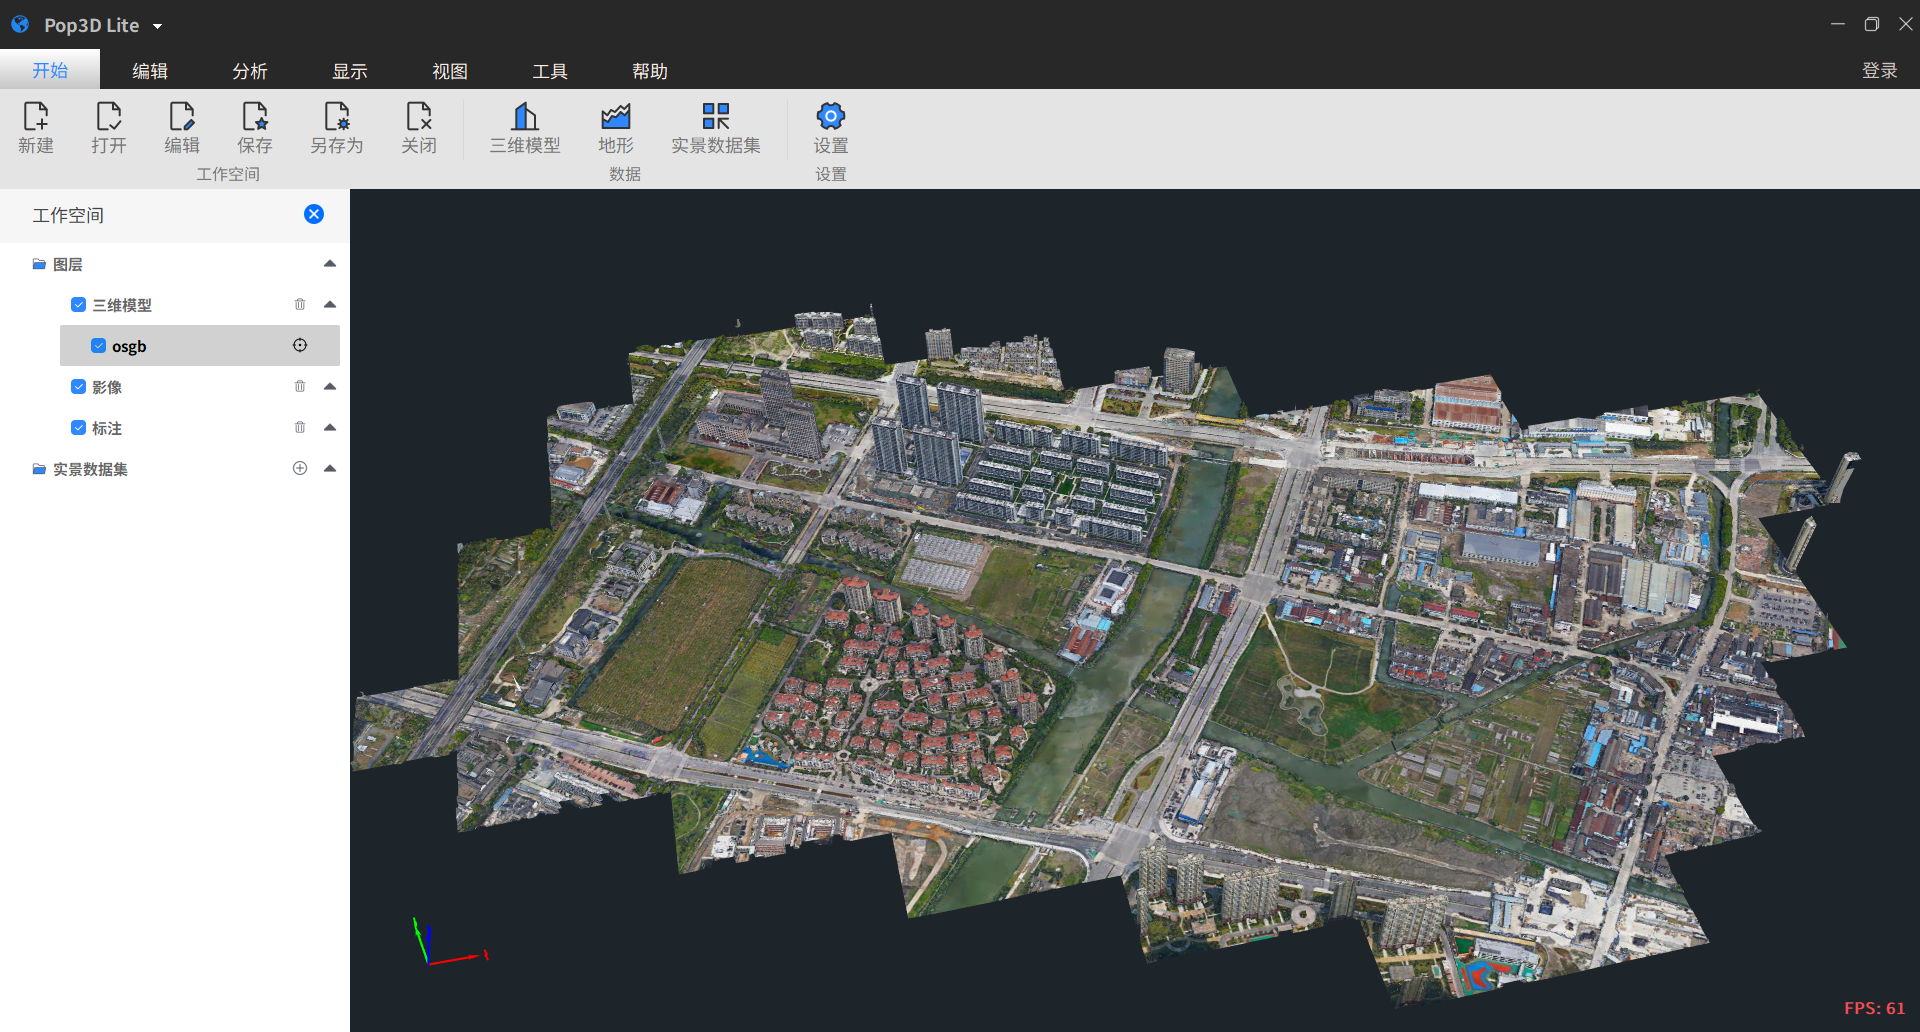 Pop3D Lite
开始 编辑 分析 显示 视图 工具 帮助 登录
新建 打开 编辑 保存 另存为 关闭 三维模型 地形 实景数据集 设置
工作空间 数据 设置
工作空间
图层
三维模型
osgb
影像
标注
实景数据集
FPS: 61